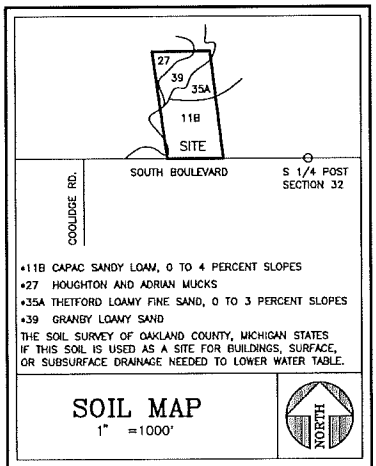 27
39
35A
11B
SITE
SOUTH BOULEVARD
S 1/4 POST
SECTION 32
COOLIDGE RD.
•11B CAPAC SANDY LOAM, 0 TO 4 PERCENT SLOPES
•27 HOUGHTON AND ADRIAN MUCKS
•35A THETFORD LOAMY FINE SAND, 0 TO 3 PERCENT SLOPES
•39 GRANBY LOAMY SAND
THE SOIL SURVEY OF OAKLAND COUNTY, MICHIGAN STATES
IF THIS SOIL IS USED AS A SITE FOR BUILDINGS, SURFACE,
OR SUBSURFACE DRAINAGE NEEDED TO LOWER WATER TABLE.
SOIL MAP
1" =1000'
NORTH